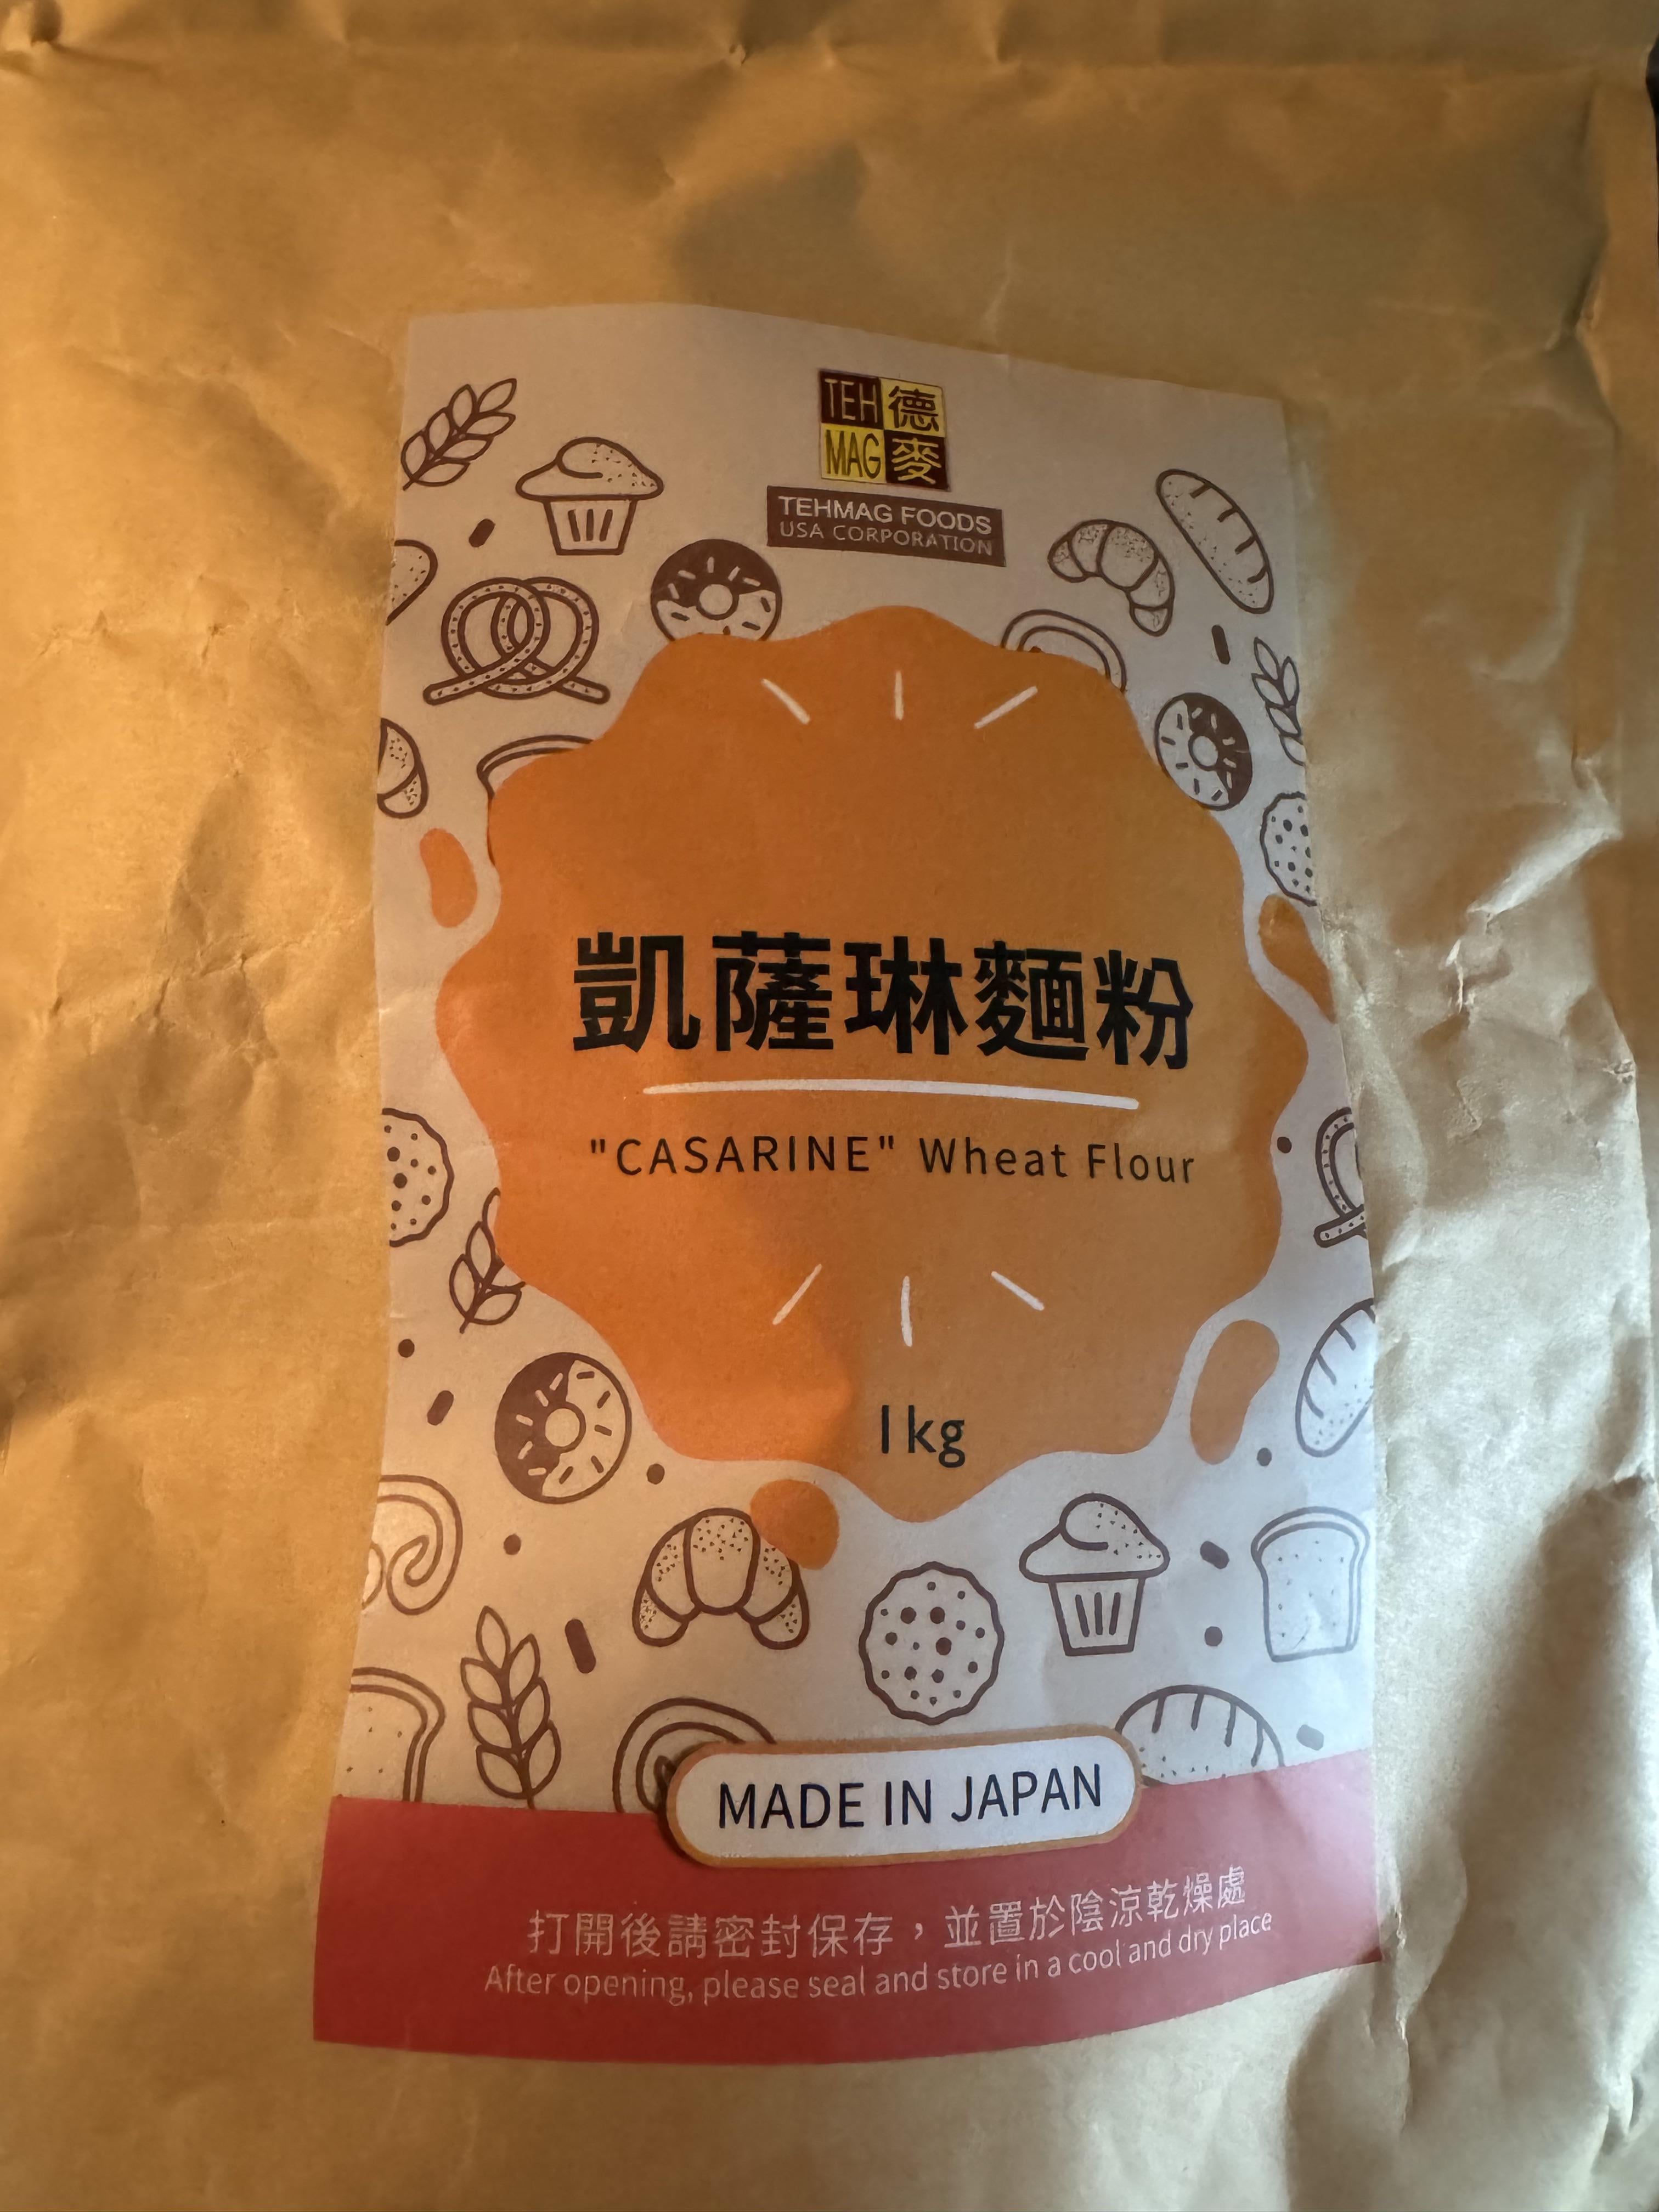 TEH 德
MAG 麥
TEHMAG FOODS
USA CORPORATION
凱薩琳麵粉
"CASARINE" Wheat Flour
1kg
MADE IN JAPAN
打開後請密封保存，並置於陰涼乾燥處
After opening, please seal and store in a cool and dry place